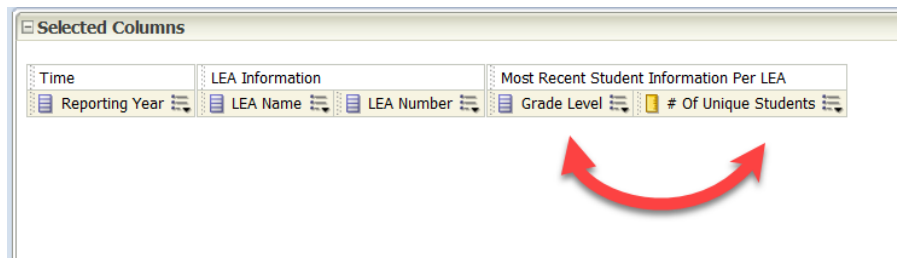 Selected Columns
Time LEA Information Most Recent Student Information Per LEA
Reporting Year LEA Name LEA Number Grade Level # Of Unique Students